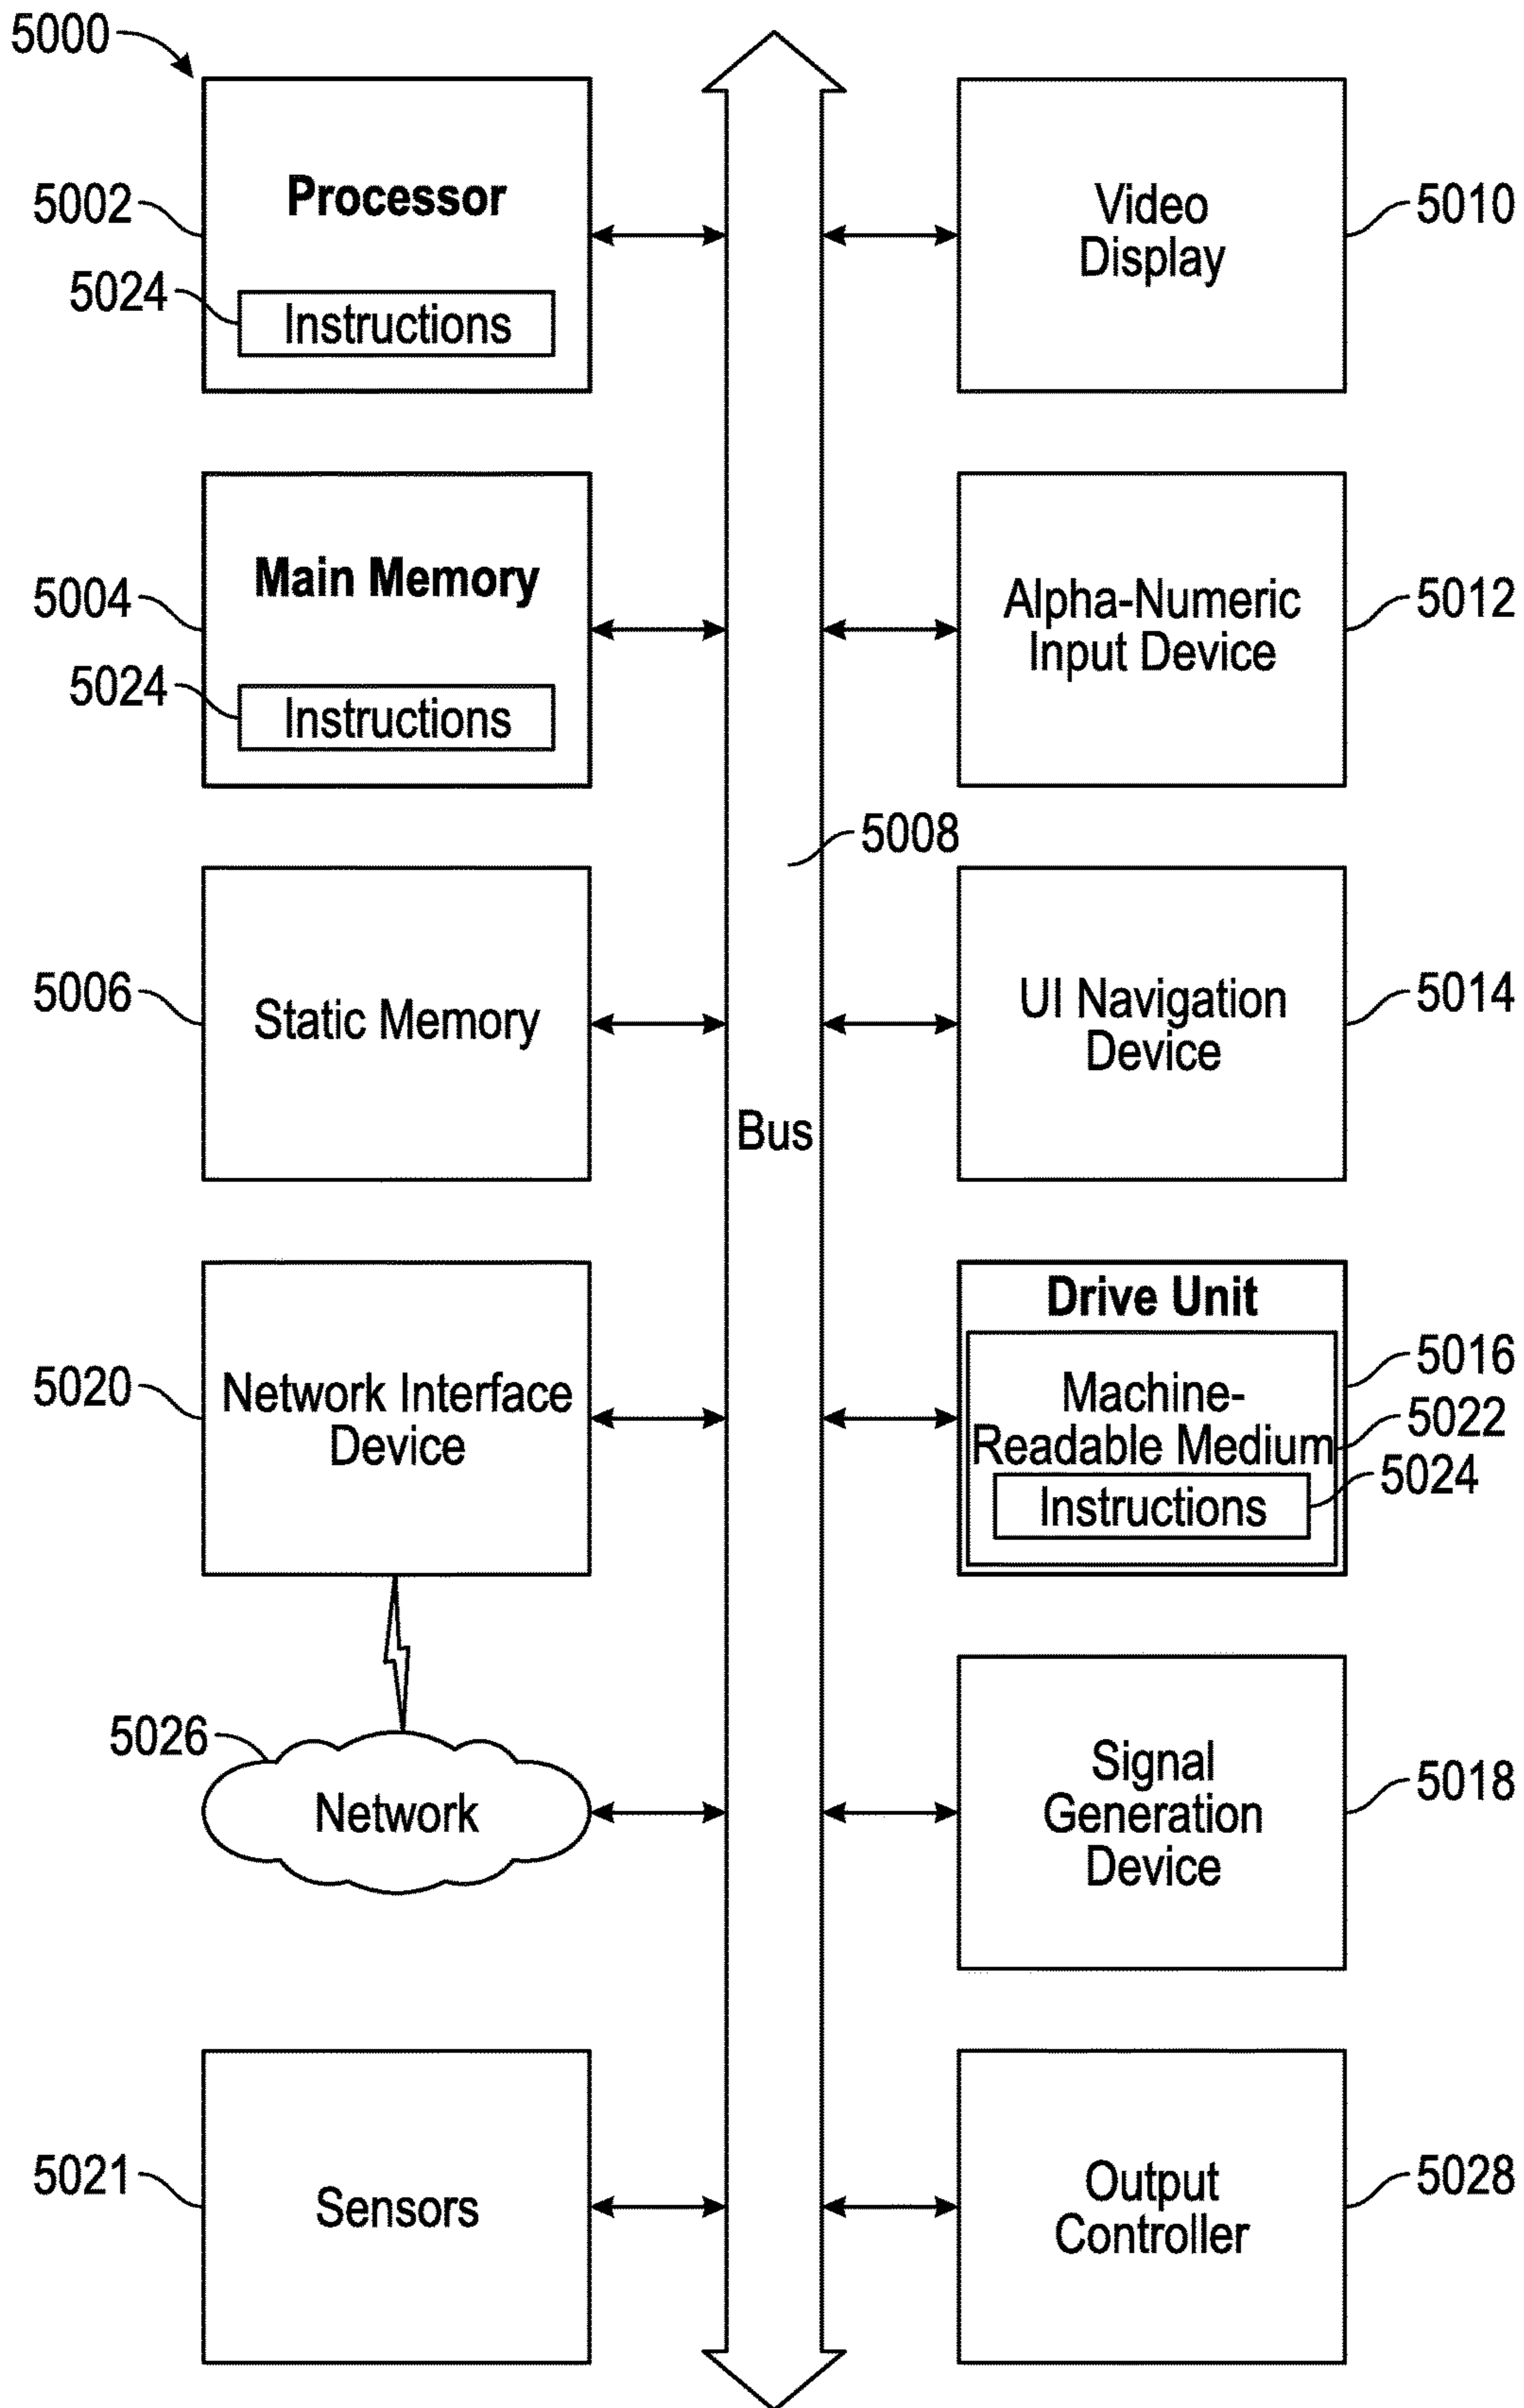 5000
Processor
5002
5024
Instructions
Video
Display
5010
Main Memory
5004
5024
Instructions
Alpha-Numeric
Input Device
5012
5008
Static Memory
5006
UI Navigation
Device
5014
Bus
Network Interface
Device
5020
Drive Unit
5016
Machine-
Readable Medium
5022
5024
Instructions
5026
Network
Signal
Generation
Device
5018
5021
Sensors
Output
Controller
5028